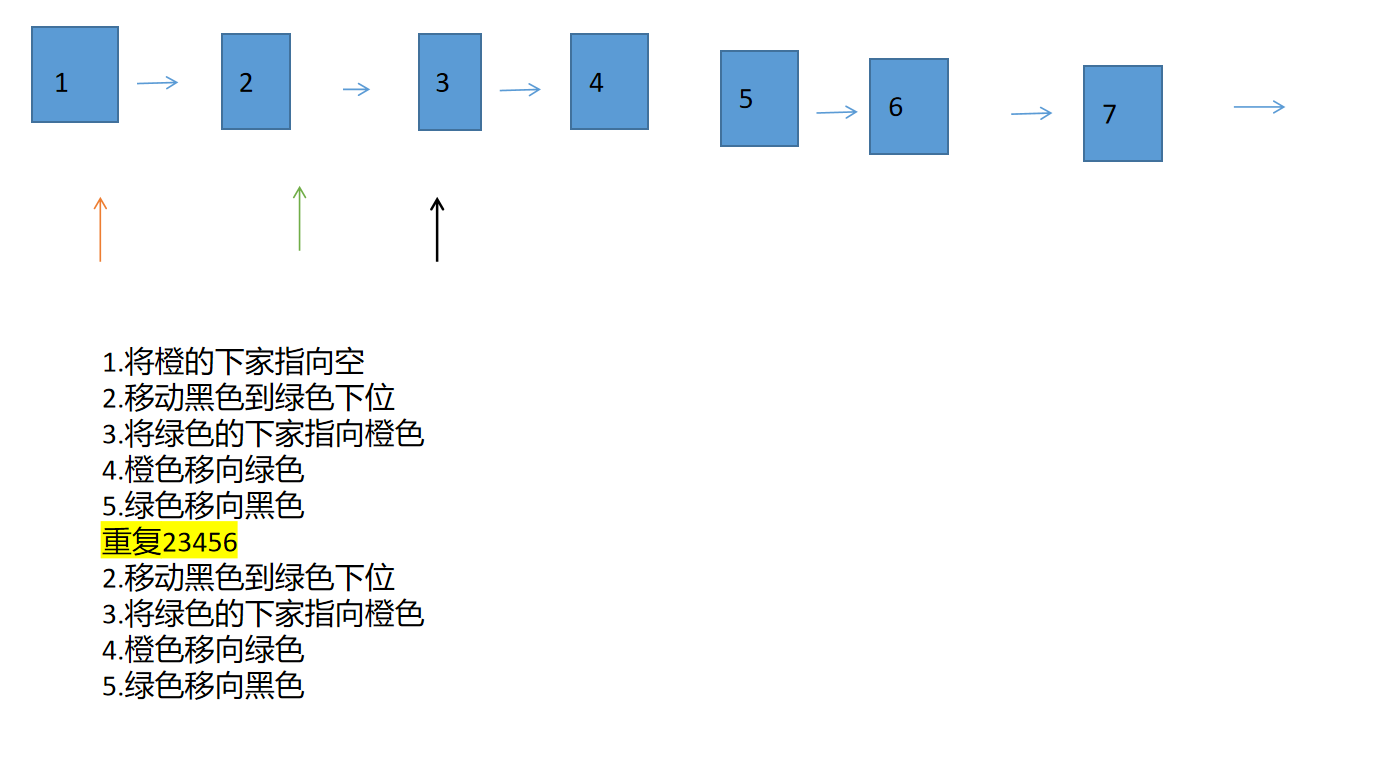 1
2
3
4
5
6
7
1.将橙的下家指向空
2.移动黑色到绿色下位
3.将绿色的下家指向橙色
4.橙色移向绿色
5.绿色移向黑色
重复23456
2.移动黑色到绿色下位
3.将绿色的下家指向橙色
4.橙色移向绿色
5.绿色移向黑色